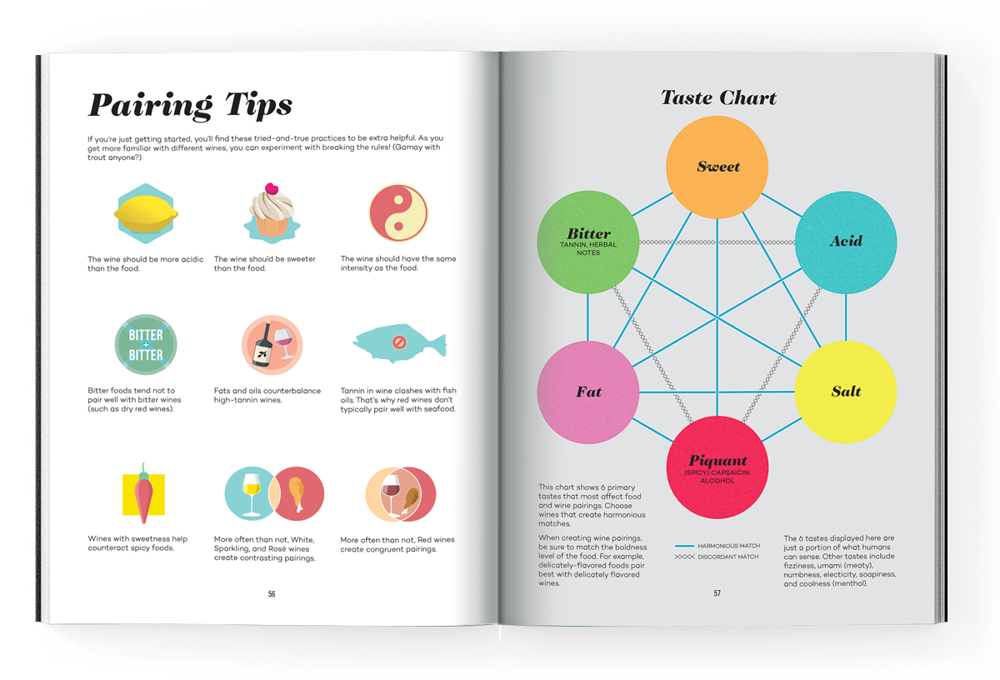 Pairing Tips
If you're just getting started, you'll find these tried-and-true practices to be extra helpful. As you
get more familiar with different wines, you can experiment with breaking the rules! (Gamay with
trout anyone?)
The wine should be more acidic
than the food.
The wine should be sweeter
than the food.
The wine should have the same
intensity as the food.
BITTER
+
BITTER
Bitter foods tend not to
pair well with bitter wines
(such as dry red wines).
Fats and oils counterbalance
high-tannin wines.
Tannin in wine clashes with fish
oils. That's why red wines don't
typically pair well with seafood.
Wines with sweetness help
counteract spicy foods.
More often than not, White,
Sparkling, and Rosé wines
create contrasting pairings.
More often than not, Red wines
create congruent pairings.
56
Taste Chart
Sweet
Bitter
TANNIN, HERBAL
NOTES
Acid
Fat
Salt
Piquant
(SPICY) CAPSAICIN,
ALCOHOL
This chart shows 6 primary
tastes that most affect food
and wine pairings. Choose
wines that create harmonious
matches.
When creating wine pairings,
be sure to match the boldness
level of the food. For example,
delicately-flavored foods pair
best with delicately flavored
wines.
HARMONIOUS MATCH
DISCORDANT MATCH
The 6 tastes displayed here are
just a portion of what humans
can sense. Other tastes include
fizziness, umami (meaty),
numbness, electicity, soapiness,
and coolness (menthol).
57